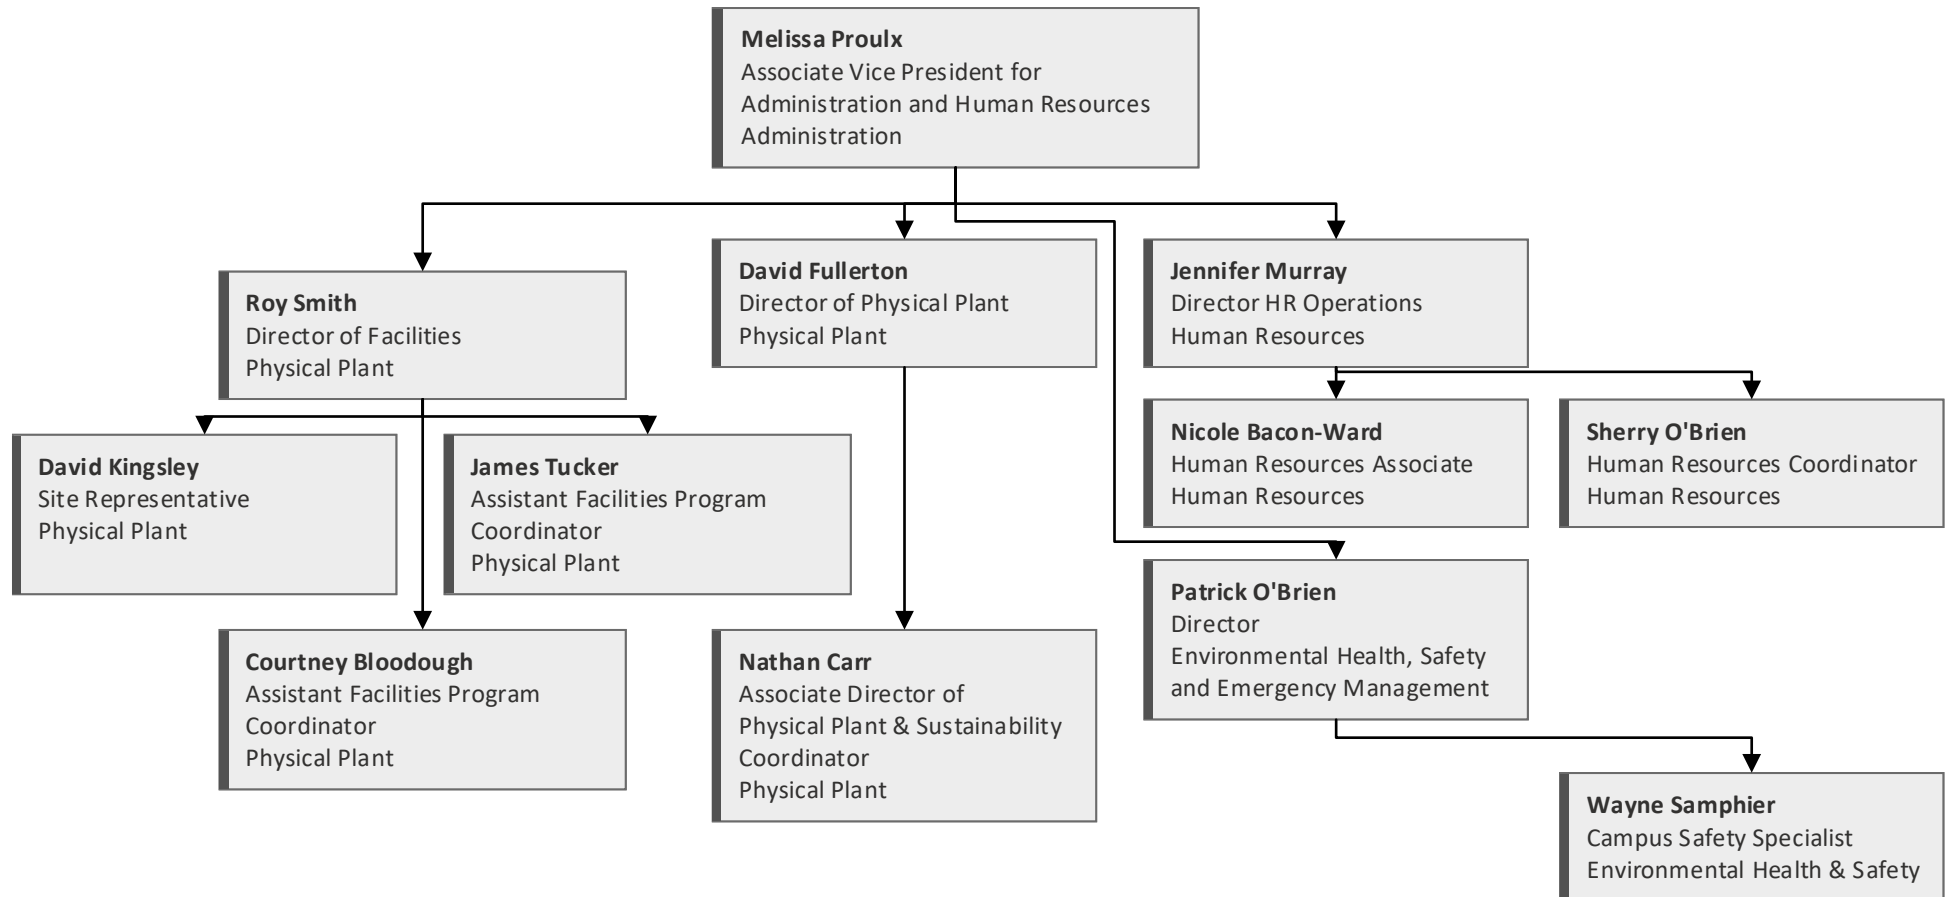 Melissa Proulx
Associate Vice President for
Administration and Human Resources
Administration
Roy Smith
Director of Facilities
Physical Plant
David Fullerton
Director of Physical Plant
Physical Plant
Jennifer Murray
Director HR Operations
Human Resources
David Kingsley
Site Representative
Physical Plant
James Tucker
Assistant Facilities Program
Coordinator
Physical Plant
Nicole Bacon-Ward
Human Resources Associate
Human Resources
Sherry O'Brien
Human Resources Coordinator
Human Resources
Courtney Bloodough
Assistant Facilities Program
Coordinator
Physical Plant
Nathan Carr
Associate Director of
Physical Plant & Sustainability
Coordinator
Physical Plant
Patrick O'Brien
Director
Environmental Health, Safety
and Emergency Management
Wayne Samphier
Campus Safety Specialist
Environmental Health & Safety